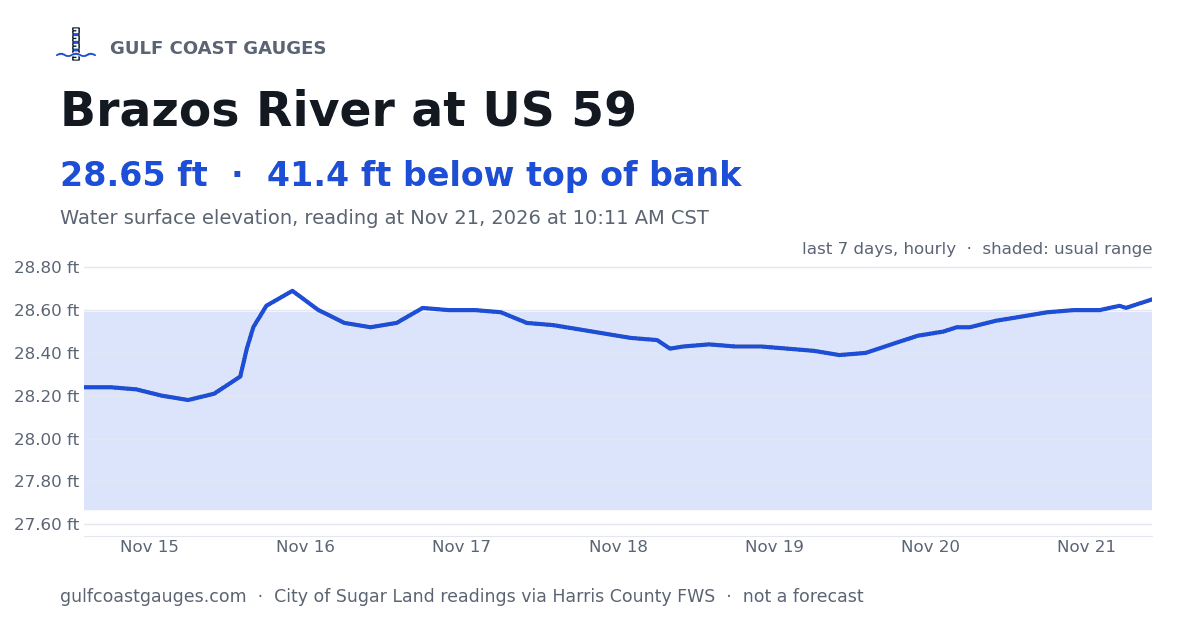 GULF COAST GAUGES
Brazos River at US 59
28.65 ft · 41.4 ft below top of bank
Water surface elevation, reading at Nov 21, 2026 at 10:11 AM CST
last 7 days, hourly · shaded: usual range
28.80 ft
28.60 ft
28.40 ft
28.20 ft
28.00 ft
27.80 ft
27.60 ft
Nov 15 Nov 16 Nov 17 Nov 18 Nov 19 Nov 20 Nov 21
gulfcoastgauges.com · City of Sugar Land readings via Harris County FWS · not a forecast